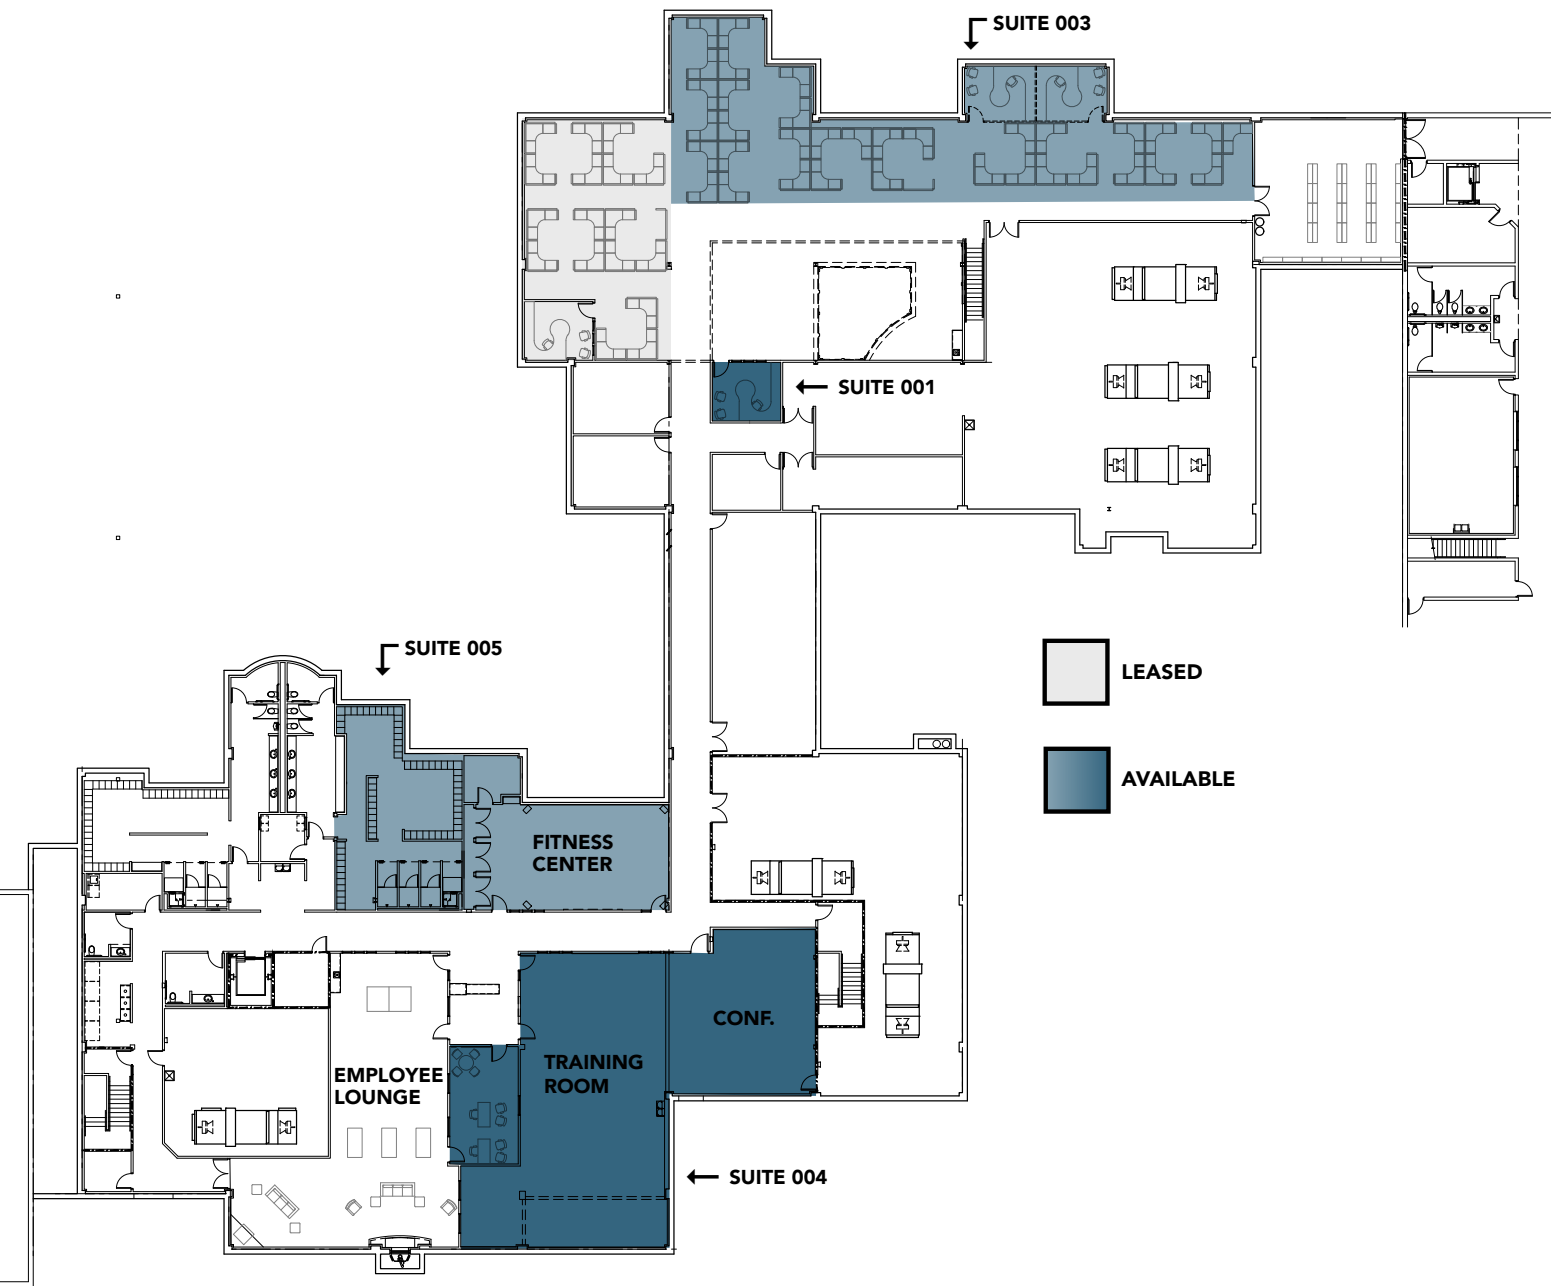 SUITE 003
SUITE 001
SUITE 005
LEASED
AVAILABLE
FITNESS
CENTER
CONF.
TRAINING
ROOM
EMPLOYEE
LOUNGE
SUITE 004